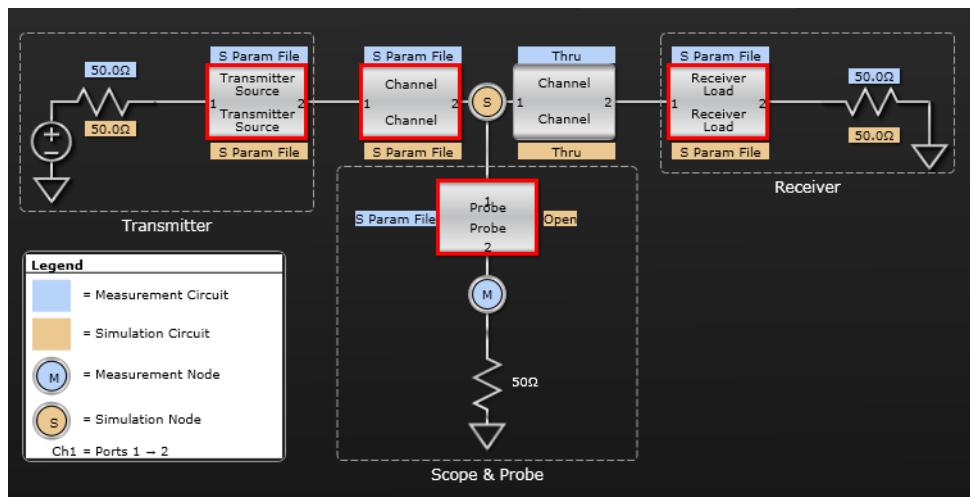 S Param File
50.0Ω
50.0Ω
Transmitter
Source
1
2
Transmitter
Source
S Param File
Transmitter
S Param File
Channel
1
2
Channel
S Param File
S
Thru
Channel
1
2
Channel
Thru
S Param File
Receiver
Load
1
2
Receiver
Load
S Param File
50.0Ω
50.0Ω
Receiver
1
Probe
S Param File
Open
Probe
2
M
50Ω
Scope & Probe
Legend
= Measurement Circuit
= Simulation Circuit
M = Measurement Node
S = Simulation Node
Ch1 = Ports 1 → 2